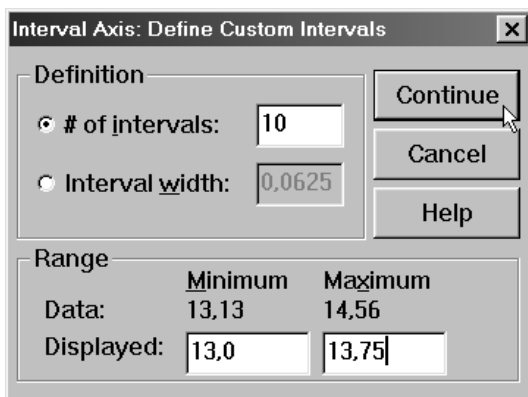 Interval Axis: Define Custom Intervals
Definition
# of intervals: 10
Interval width: 0,0625
Continue
Cancel
Help
Range
Minimum Maximum
Data: 13,13 14,56
Displayed: 13,0 13,75